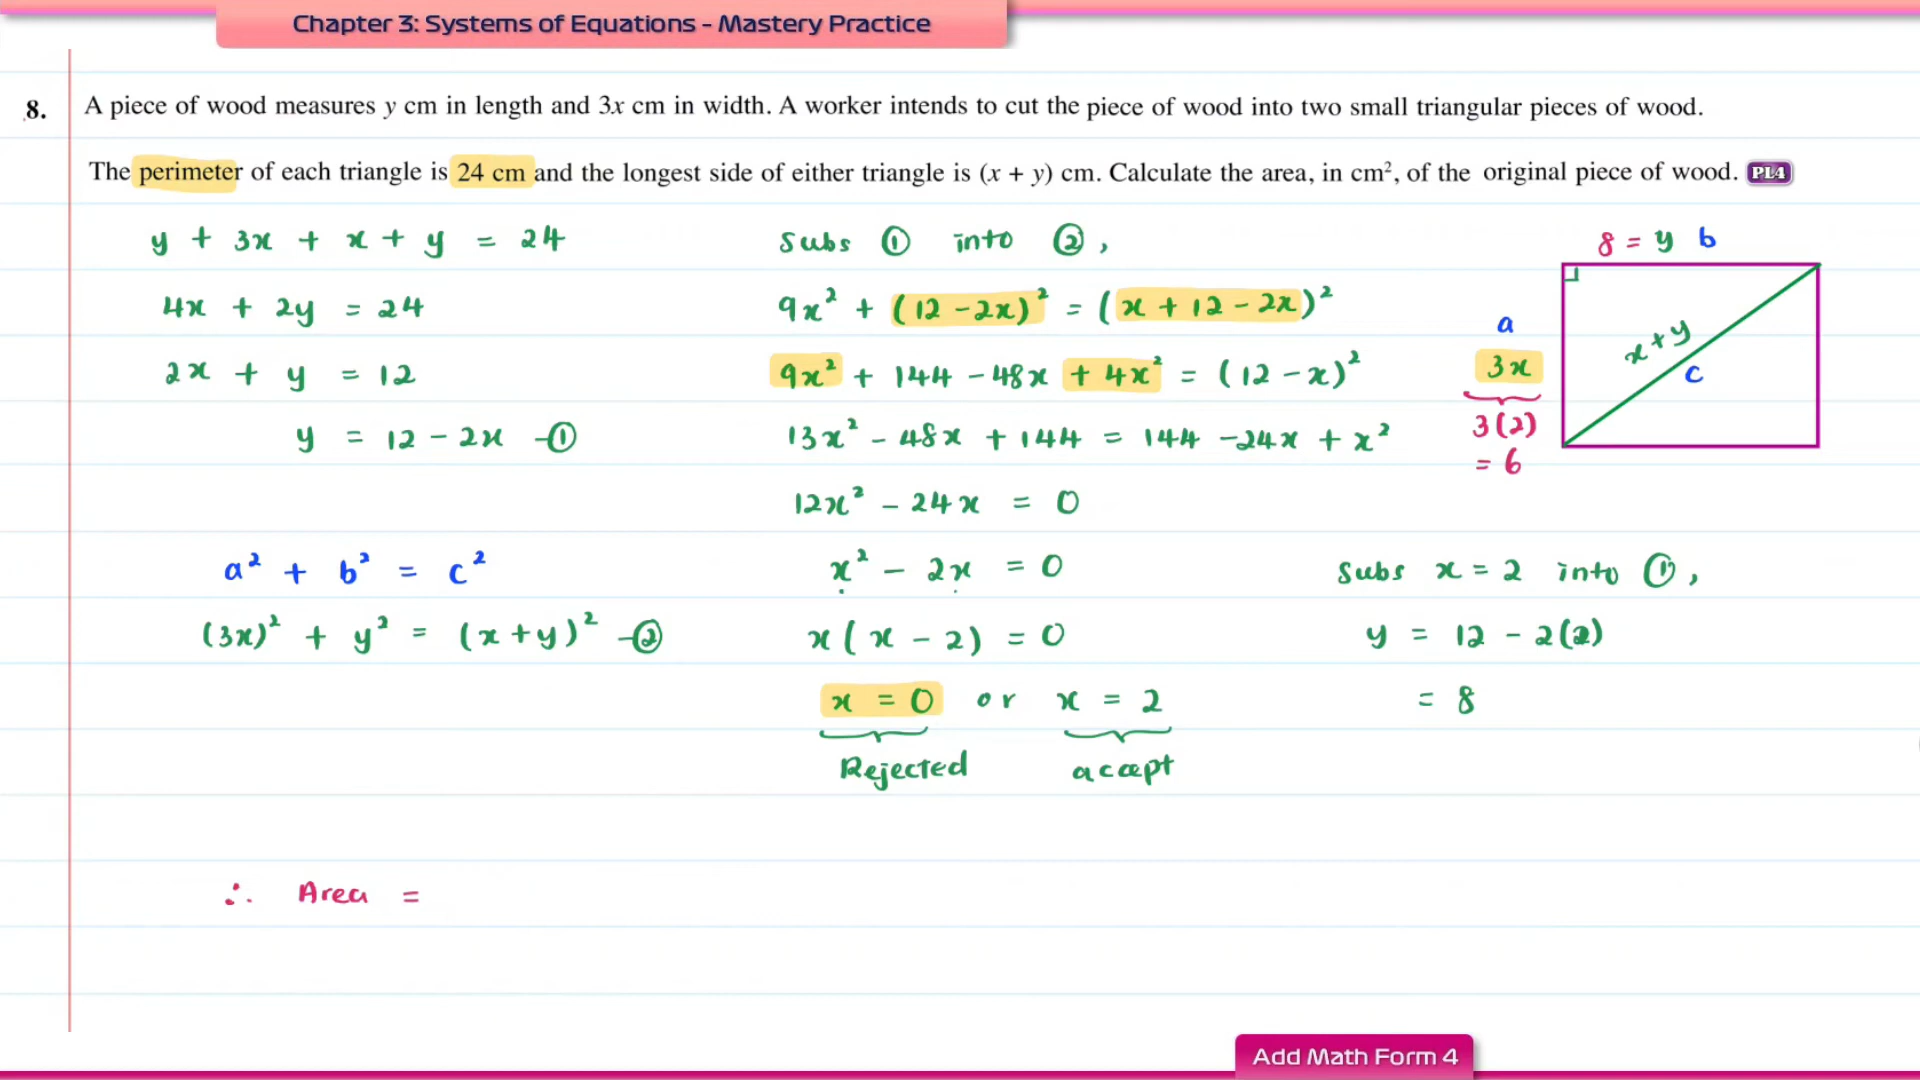 Chapter 3: Systems of Equations - Mastery Practice
8. A piece of wood measures y cm in length and 3x cm in width. A worker intends to cut the piece of wood into two small triangular pieces of wood.
The perimeter of each triangle is 24 cm and the longest side of either triangle is (x + y) cm. Calculate the area, in cm², of the original piece of wood. PL4
y + 3x + x + y = 24
4x + 2y = 24
2x + y = 12
y = 12 - 2x -①
a² + b² = c²
(3x)² + y² = (x + y)² -②
subs ① into ②,
9x² + (12 - 2x)² = (x + 12 - 2x)²
9x² + 144 - 48x + 4x² = (12 - x)²
13x² - 48x + 144 = 144 - 24x + x²
12x² - 24x = 0
x² - 2x = 0
x(x - 2) = 0
x = 0 or x = 2
Rejected accept
8 = y b
a
3x
3(2)
= 6
x + y
c
subs x = 2 into ①,
y = 12 - 2(2)
= 8
∴ Area =
Add Math Form 4